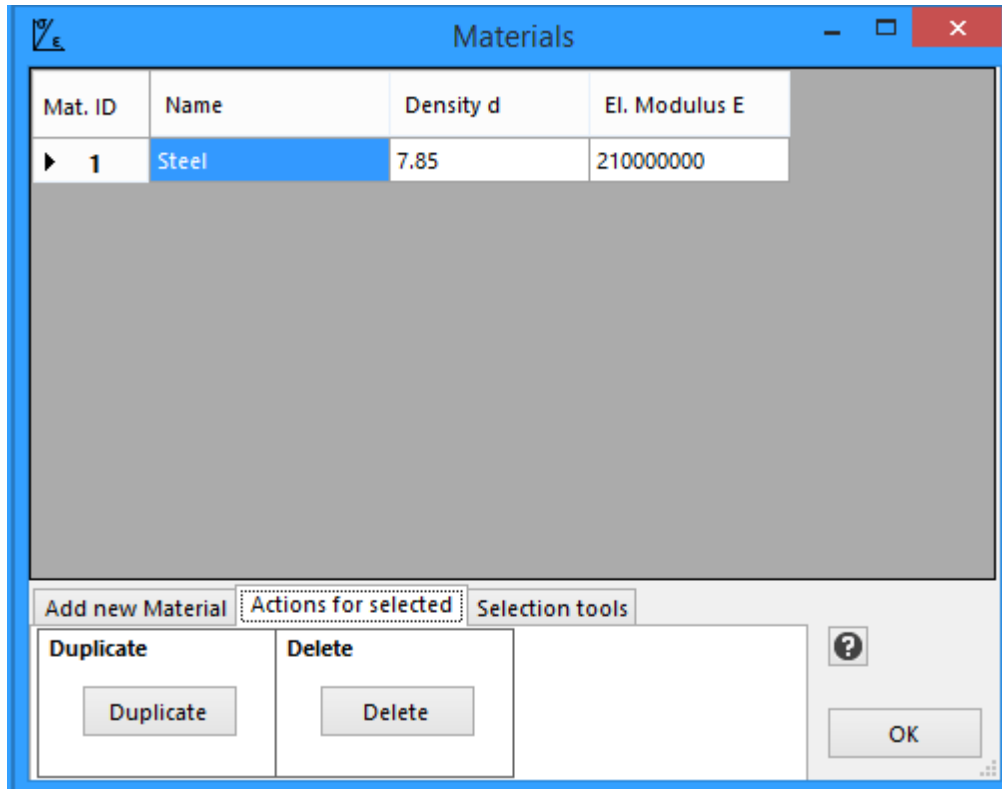 σ/ε
Materials
Mat. ID Name Density d El. Modulus E
1 Steel 7.85 210000000
Add new Material Actions for selected Selection tools
Duplicate Delete
Duplicate Delete
?
OK